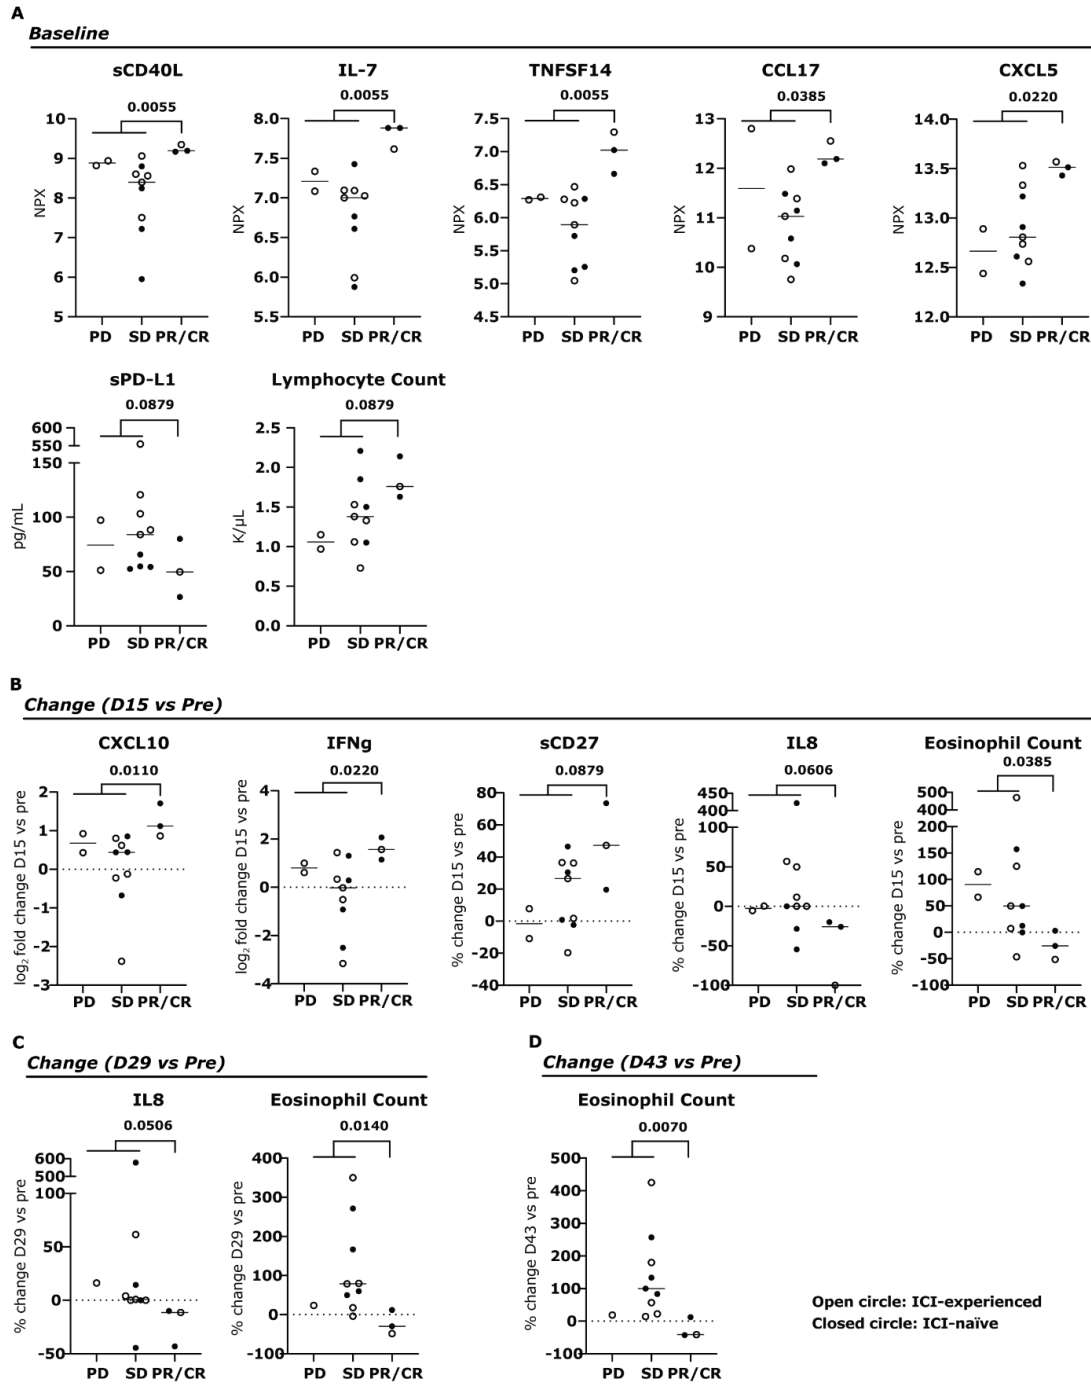 A
Baseline
sCD40L
0.0055
NPX
10
9
8
7
6
5
PD SD PR/CR
IL-7
0.0055
NPX
8.0
7.5
7.0
6.5
6.0
5.5
PD SD PR/CR
TNFSF14
0.0055
NPX
7.5
7.0
6.5
6.0
5.5
5.0
4.5
PD SD PR/CR
CCL17
0.0385
NPX
13
12
11
10
9
PD SD PR/CR
CXCL5
0.0220
NPX
14.0
13.5
13.0
12.5
12.0
PD SD PR/CR
sPD-L1
0.0879
pg/mL
600
550
150
100
50
0
PD SD PR/CR
Lymphocyte Count
0.0879
K/µL
2.5
2.0
1.5
1.0
0.5
0.0
PD SD PR/CR
B
Change (D15 vs Pre)
CXCL10
0.0110
log2 fold change D15 vs pre
2
1
0
-1
-2
-3
PD SD PR/CR
IFNg
0.0220
log2 fold change D15 vs pre
4
2
0
-2
-4
PD SD PR/CR
sCD27
0.0879
% change D15 vs pre
80
60
40
20
0
-20
-40
PD SD PR/CR
IL8
0.0606
% change D15 vs pre
450
400
100
50
0
-50
-100
PD SD PR/CR
Eosinophil Count
0.0385
% change D15 vs pre
500
400
200
150
100
50
0
-50
-100
PD SD PR/CR
C
Change (D29 vs Pre)
IL8
0.0506
% change D29 vs pre
600
500
100
50
0
-50
PD SD PR/CR
Eosinophil Count
0.0140
% change D29 vs pre
400
300
200
100
0
-100
PD SD PR/CR
D
Change (D43 vs Pre)
Eosinophil Count
0.0070
% change D43 vs pre
500
400
300
200
100
0
-100
PD SD PR/CR
Open circle: ICI-experienced
Closed circle: ICI-naïve